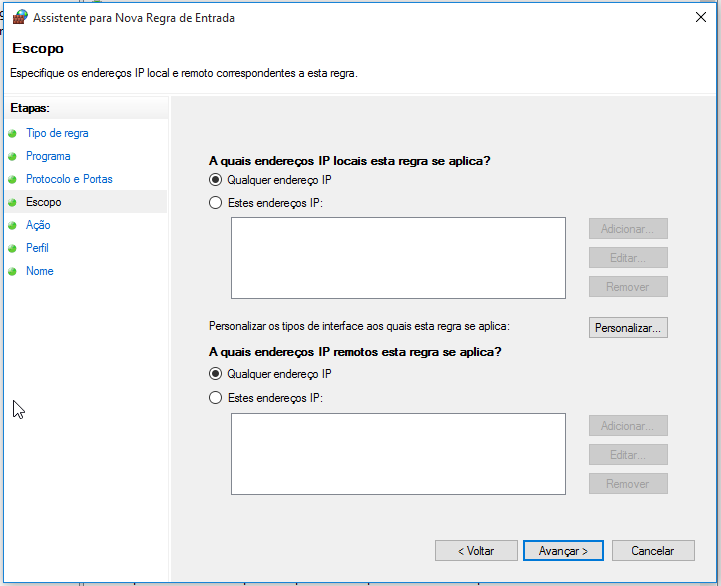 Assistente para Nova Regra de Entrada
Escopo
Especifique os endereços IP local e remoto correspondentes a esta regra.
Etapas:
Tipo de regra
Programa
Protocolo e Portas
Escopo
Ação
Perfil
Nome
A quais endereços IP locais esta regra se aplica?
Qualquer endereço IP
Estes endereços IP:
Adicionar...
Editar...
Remover
Personalizar os tipos de interface aos quais esta regra se aplica:
Personalizar...
A quais endereços IP remotos esta regra se aplica?
Qualquer endereço IP
Estes endereços IP:
Adicionar...
Editar...
Remover
< Voltar
Avançar >
Cancelar